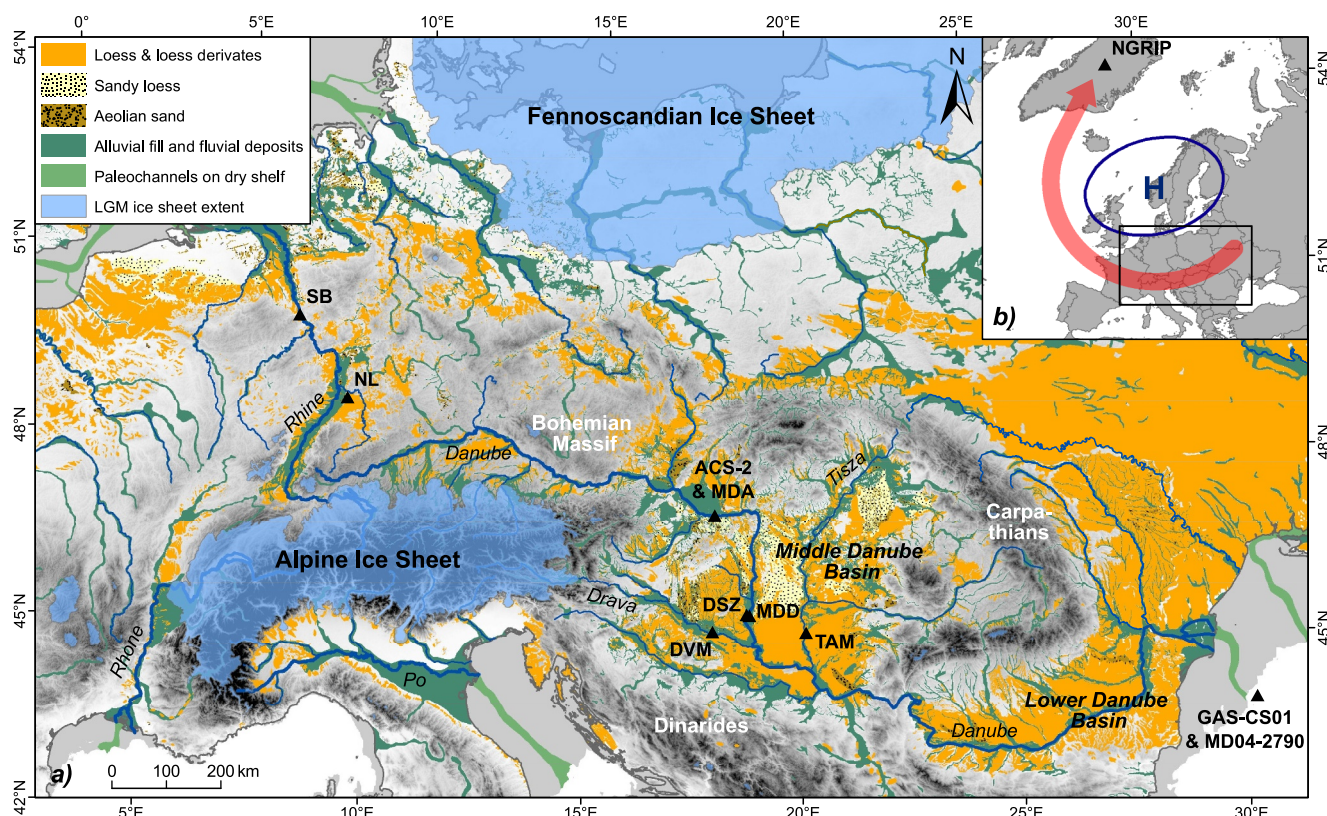 0°
5°E
10°E
15°E
20°E
25°E
30°E
54°N
51°N
48°N
45°N
42°N
54°N
51°N
48°N
45°N
5°E
10°E
15°E
20°E
25°E
30°E
Loess & loess derivates
Sandy loess
Aeolian sand
Alluvial fill and fluvial deposits
Paleochannels on dry shelf
LGM ice sheet extent
N
Fennoscandian Ice Sheet
NGRIP
H
b)
SB
NL
Rhine
Bohemian
Massif
Danube
ACS-2
& MDA
Tisza
Carpa-
thians
Alpine Ice Sheet
Middle Danube
Basin
Drava
DSZ
MDD
DVM
TAM
Rhone
Po
Dinarides
Lower Danube
Basin
Danube
GAS-CS01
& MD04-2790
a)
0 100 200 km